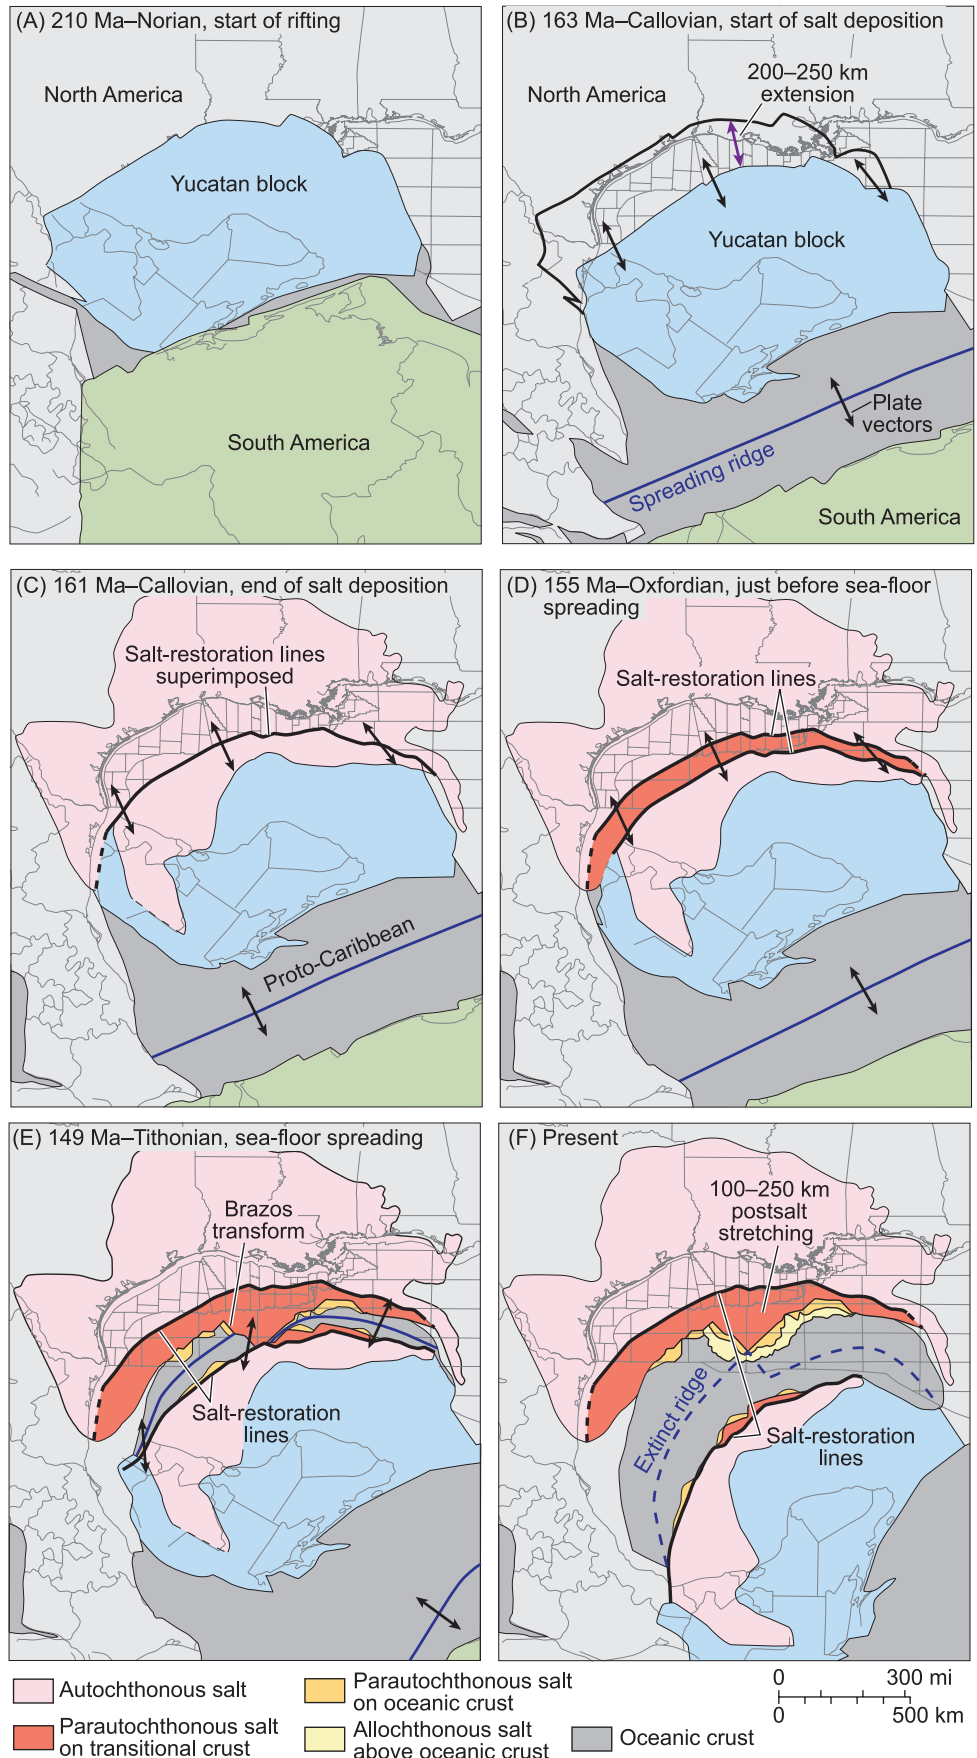 (A) 210 Ma–Norian, start of rifting
North America
Yucatan block
South America
(B) 163 Ma–Callovian, start of salt deposition
200–250 km
extension
North America
Yucatan block
Plate
vectors
Spreading ridge
South America
(C) 161 Ma–Callovian, end of salt deposition
Salt-restoration lines
superimposed
Proto-Caribbean
(D) 155 Ma–Oxfordian, just before sea-floor
spreading
Salt-restoration lines
(E) 149 Ma–Tithonian, sea-floor spreading
Brazos
transform
Salt-restoration
lines
(F) Present
100–250 km
postsalt
stretching
Extinct ridge
Salt-restoration
lines
Autochthonous salt
Parautochthonous salt
on transitional crust
Parautochthonous salt
on oceanic crust
Allochthonous salt
above oceanic crust
Oceanic crust
0 300 mi
0 500 km